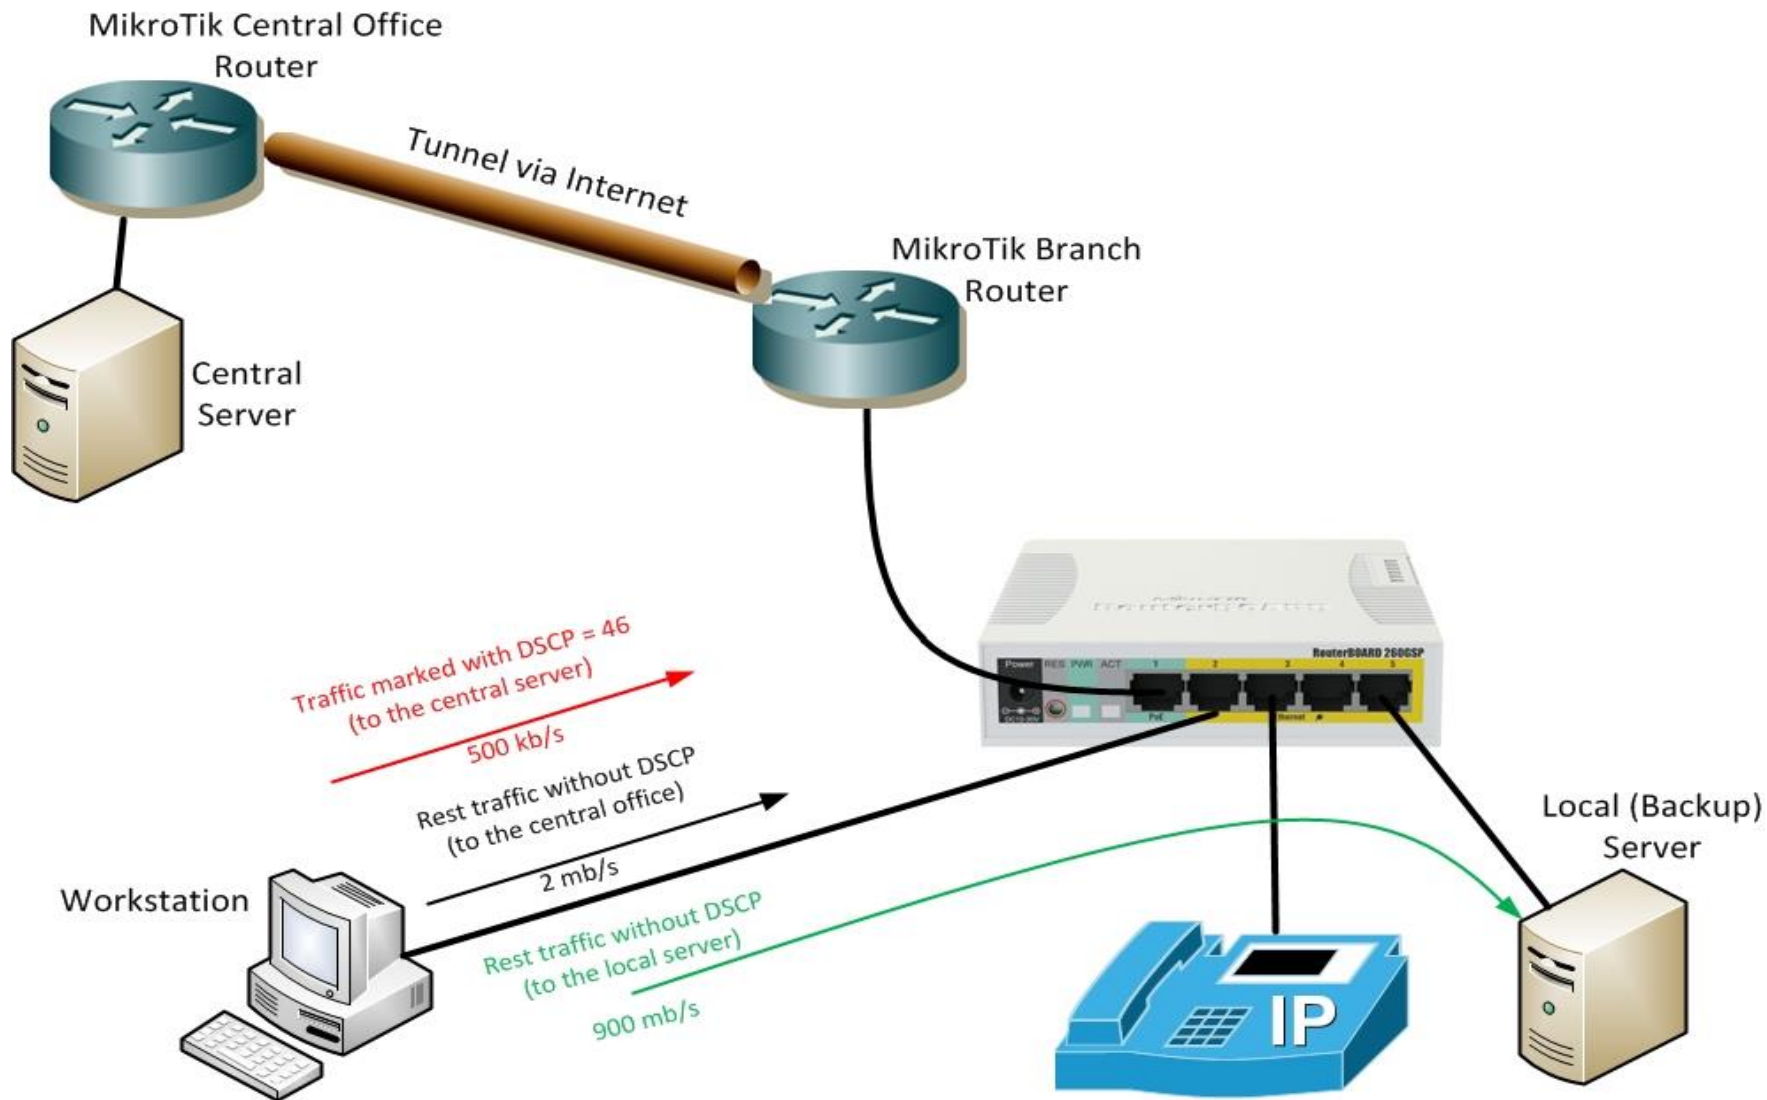 MikroTik Central Office
Router
Tunnel via Internet
MikroTik Branch
Router
Central
Server
RouterBOARD 260GSP
Power RES PWR ACT 1 2 3 4 5
PoE
Traffic marked with DSCP = 46
(to the central server)
500 kb/s
Rest traffic without DSCP
(to the central office)
2 mb/s
Local (Backup)
Server
Workstation
Rest traffic without DSCP
(to the local server)
900 mb/s
IP